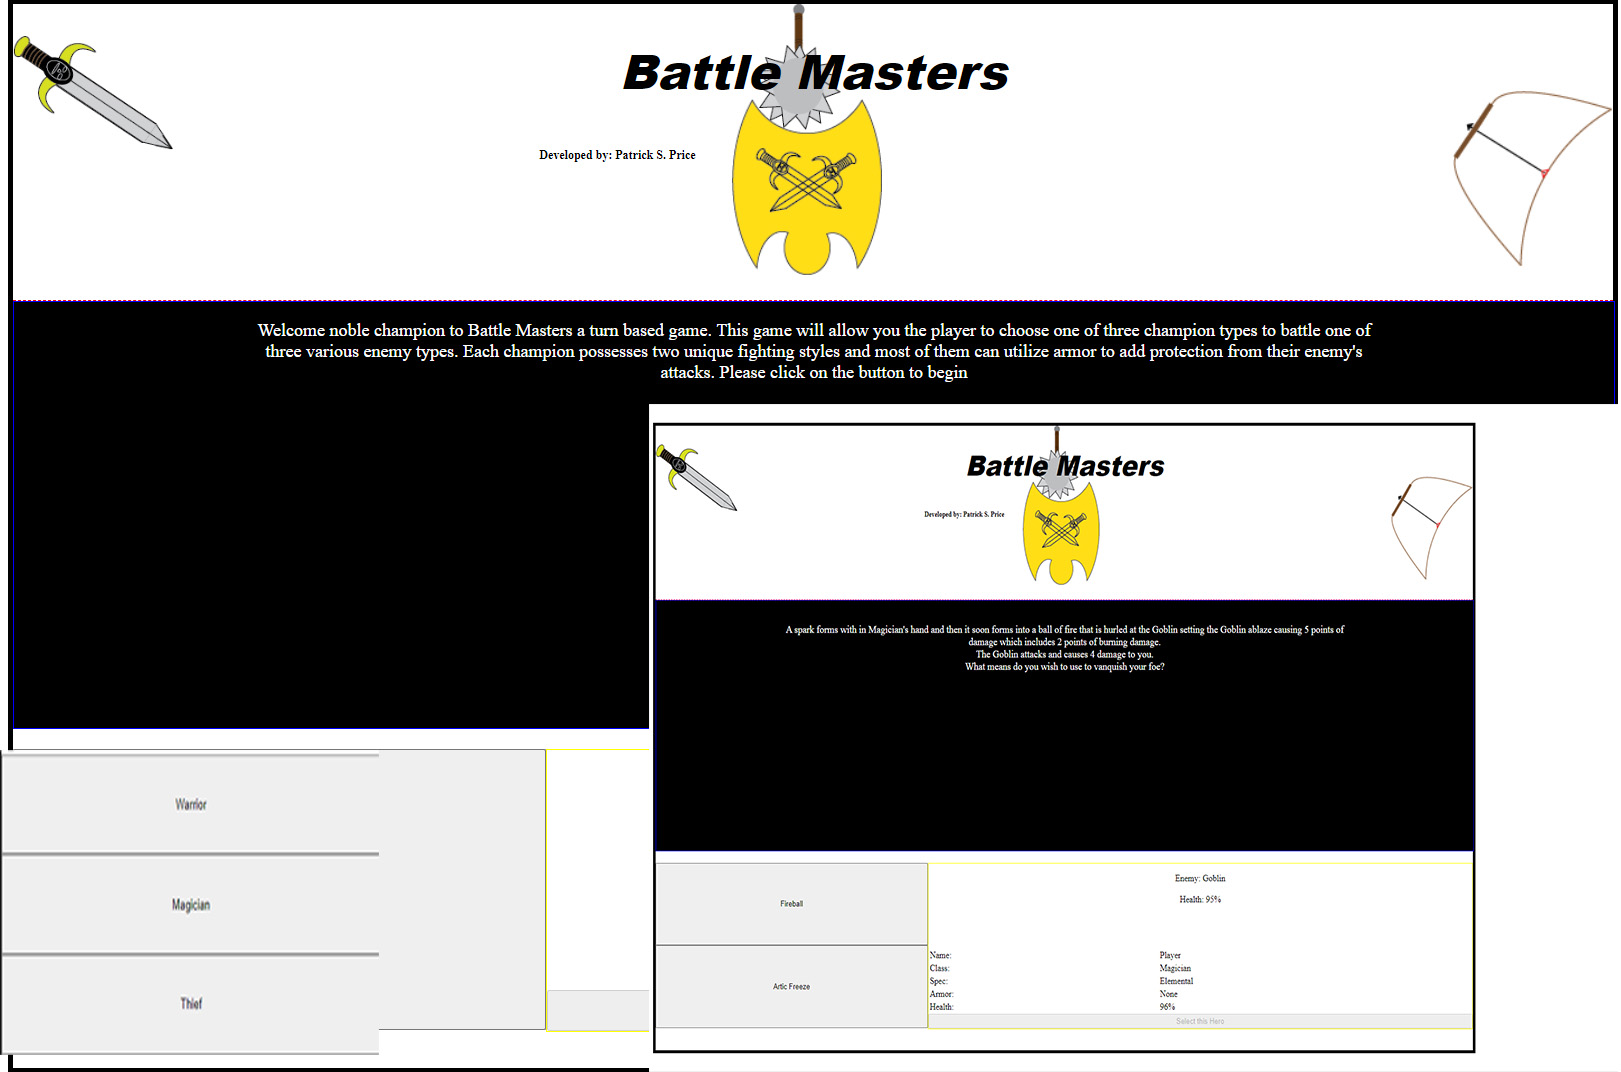 Battle Masters
Developed by: Patrick S. Price
Welcome noble champion to Battle Masters a turn based game. This game will allow you the player to choose one of three champion types to battle one of
three various enemy types. Each champion possesses two unique fighting styles and most of them can utilize armor to add protection from their enemy's
attacks. Please click on the button to begin
Warrior
Magician
Thief
Battle Masters
Developed by: Patrick S. Price
A spark forms with in Magician's hand and then it soon forms into a ball of fire that is hurled at the Goblin setting the Goblin ablaze causing 5 points of
damage which includes 2 points of burning damage.
The Goblin attacks and causes 4 damage to you.
What means do you wish to use to vanquish your foe?
Fireball
Artic Freeze
Enemy: Goblin
Health: 95%
Name: Player
Class: Magician
Spec: Elemental
Armor: None
Health: 96%
Select this Hero